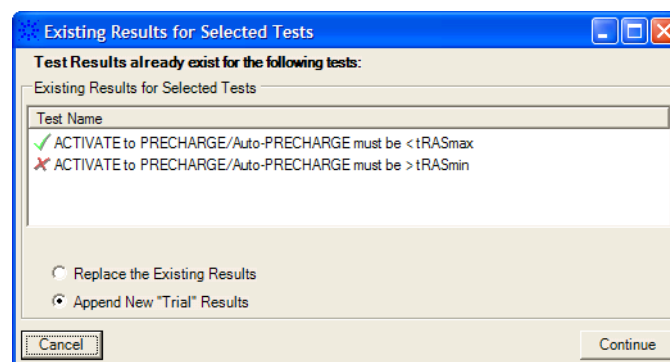 Existing Results for Selected Tests
Test Results already exist for the following tests:
Existing Results for Selected Tests
Test Name
ACTIVATE to PRECHARGE/Auto-PRECHARGE must be < tRASmax
ACTIVATE to PRECHARGE/Auto-PRECHARGE must be > tRASmin
Replace the Existing Results
Append New "Trial" Results
Cancel Continue